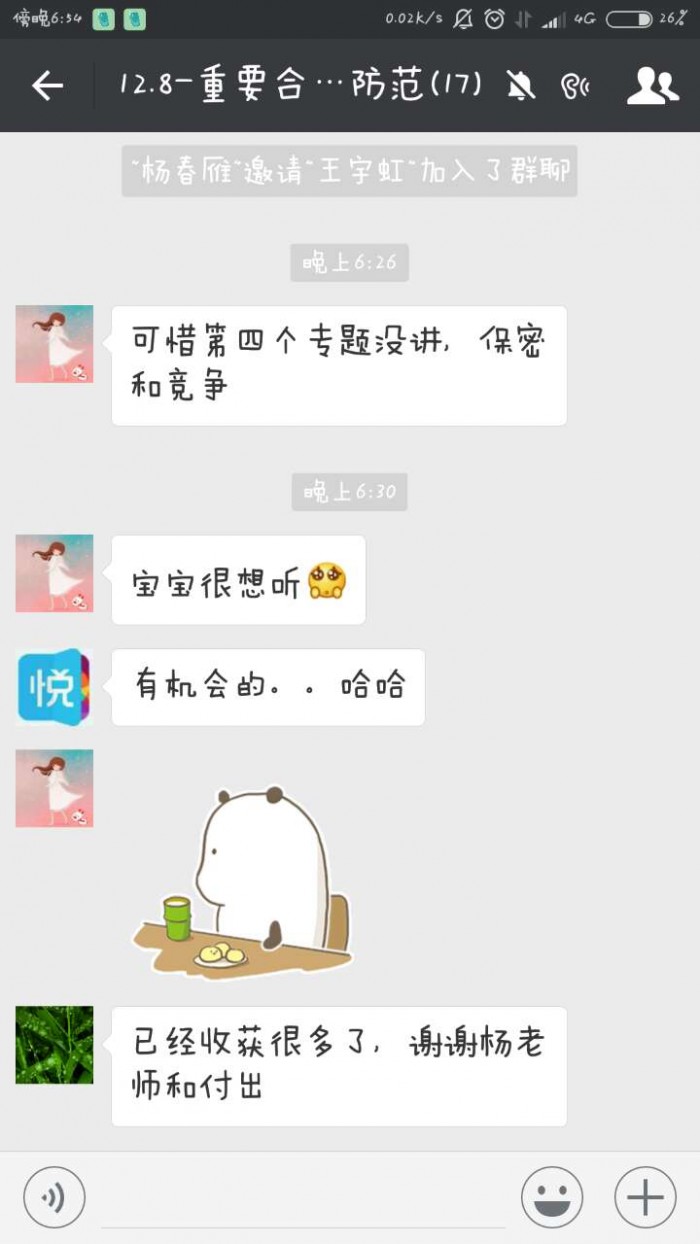 傍晚6:54
0.02k/s
4G
26%
12.8-重要合…防范(17)
"杨春雁"邀请"王宇虹"加入了群聊
晚上6:26
可惜第四个专题没讲，保密
和竞争
晚上6:30
宝宝很想听
悦
有机会的。。哈哈
已经收获很多了，谢谢杨老
师和付出